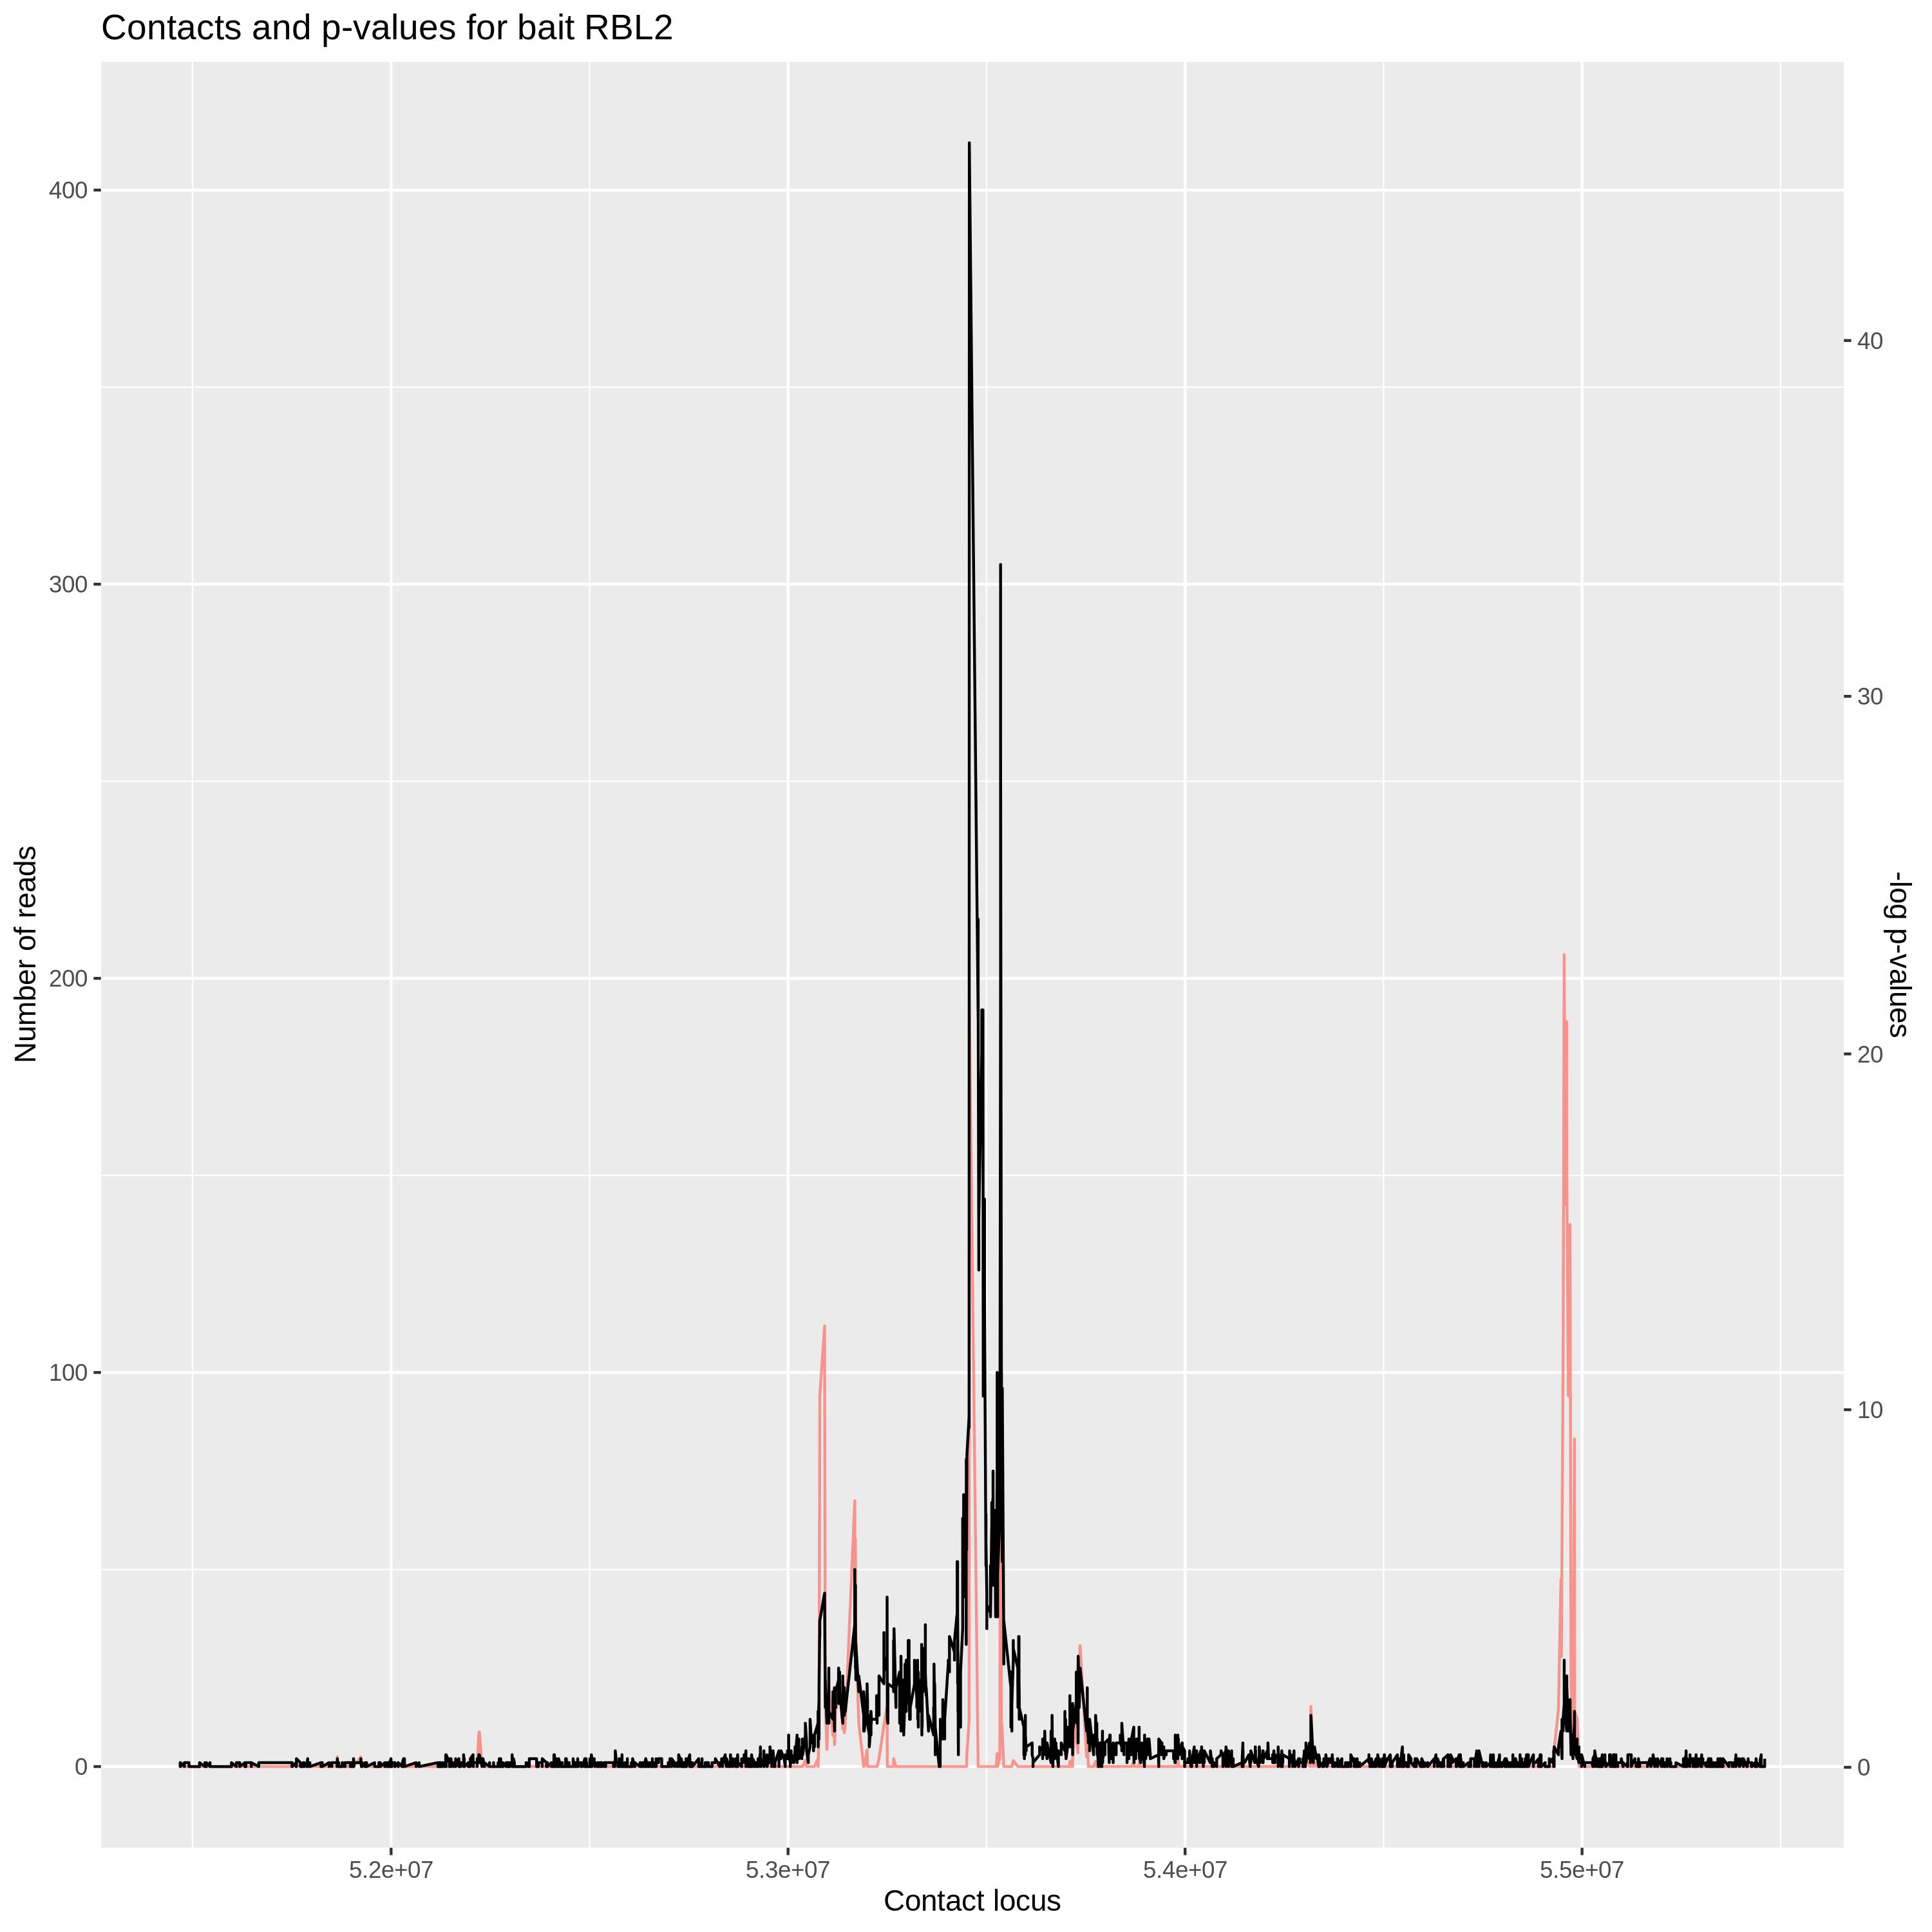 Contacts and p-values for bait RBL2
400
300
200
100
0
Number of reads
40
30
20
10
0
-log p-values
5.2e+07
5.3e+07
5.4e+07
5.5e+07
Contact locus